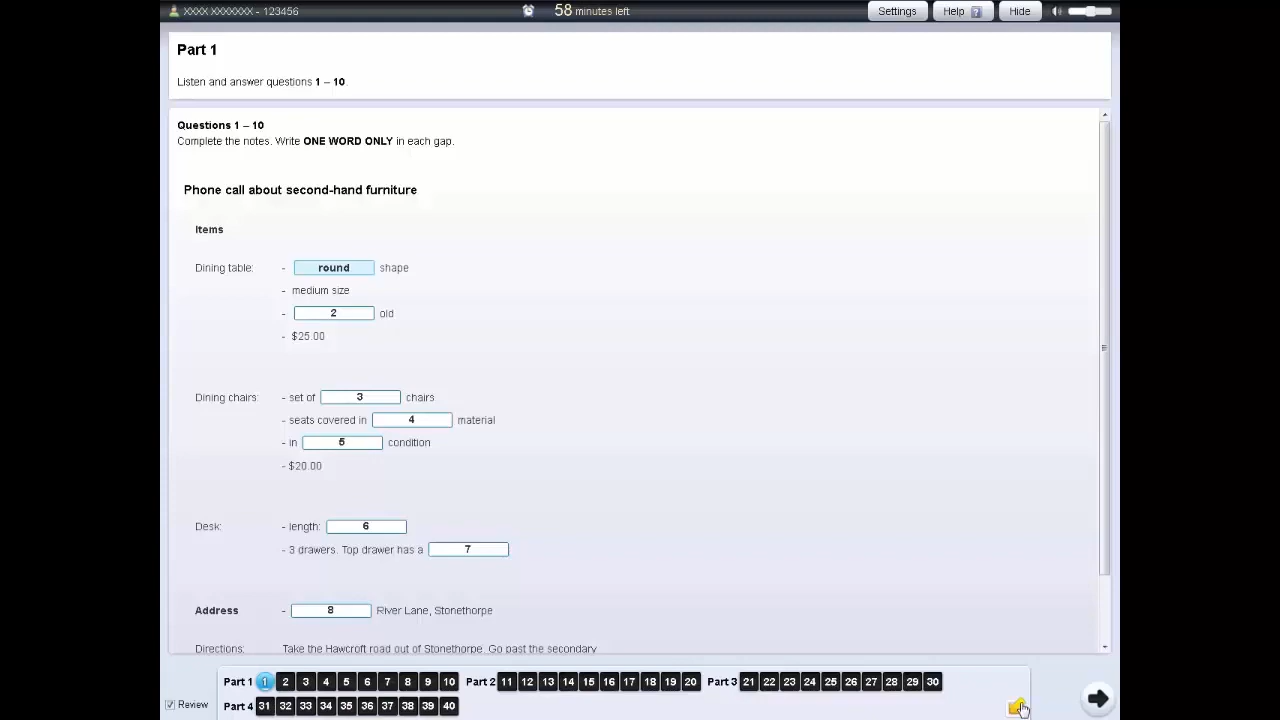 XXXX XXXXXXX - 123456 58 minutes left Settings Help ? Hide
Part 1
Listen and answer questions 1 – 10.
Questions 1 – 10
Complete the notes. Write ONE WORD ONLY in each gap.
Phone call about second-hand furniture
Items
Dining table: - round shape
- medium size
- 2 old
- $25.00
Dining chairs: - set of 3 chairs
- seats covered in 4 material
- in 5 condition
- $20.00
Desk: - length: 6
- 3 drawers. Top drawer has a 7
Address - 8 River Lane, Stonethorpe
Directions: Take the Hawcroft road out of Stonethorpe. Go past the secondary
Part 1 1 2 3 4 5 6 7 8 9 10 Part 2 11 12 13 14 15 16 17 18 19 20 Part 3 21 22 23 24 25 26 27 28 29 30
Review Part 4 31 32 33 34 35 36 37 38 39 40